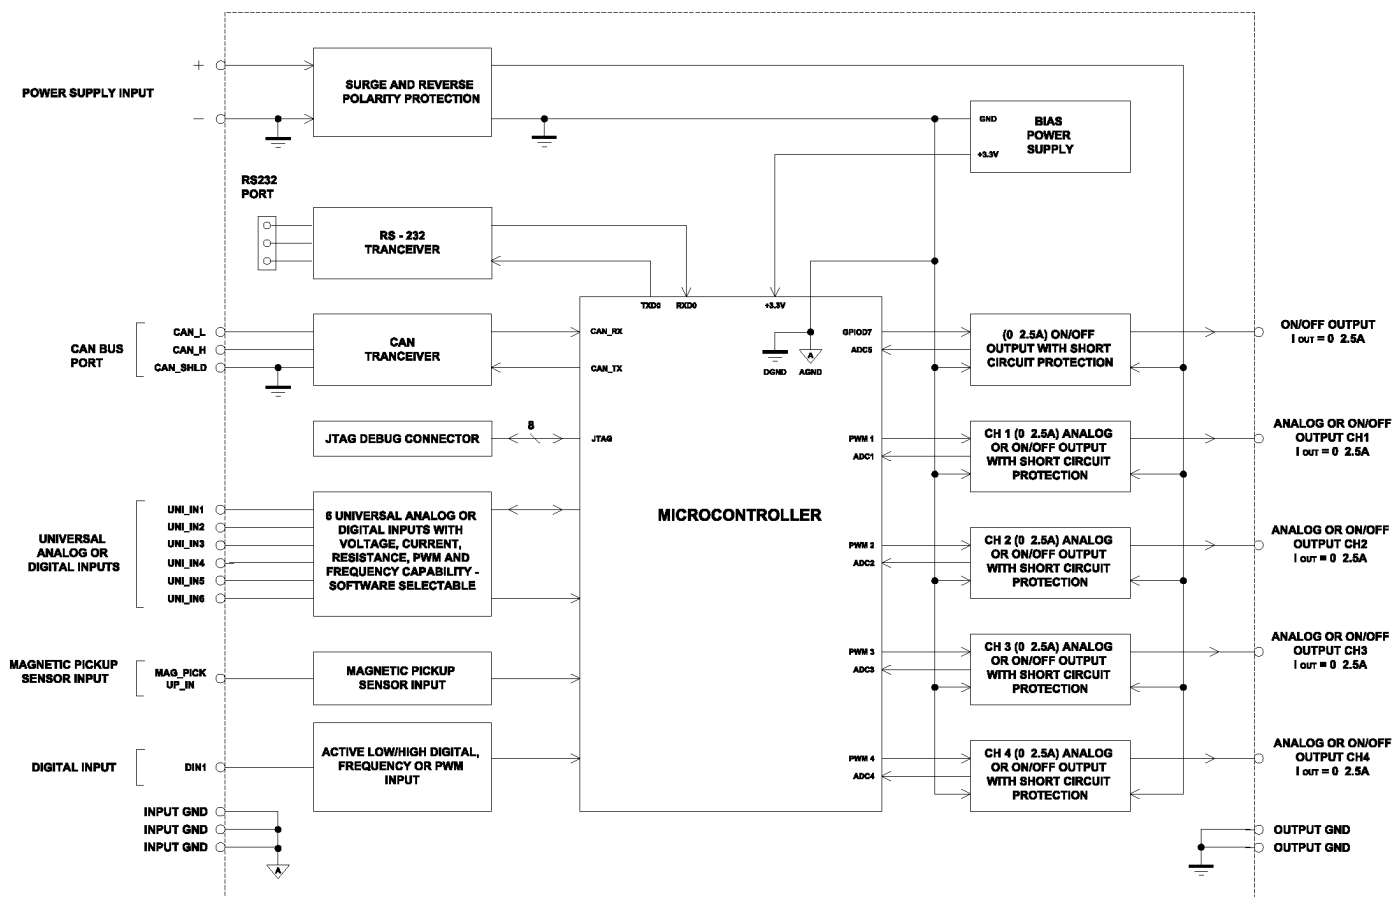 POWER SUPPLY INPUT
+
−
SURGE AND REVERSE
POLARITY PROTECTION
GND
+3.3V
BIAS
POWER
SUPPLY
RS232
PORT
RS - 232
TRANCEIVER
TXD0
RXD0
+3.3V
CAN BUS
PORT
CAN_L
CAN_H
CAN_SHLD
CAN
TRANCEIVER
CAN_RX
CAN_TX
DGND
A
AGND
GPIOD7
ADC5
(0 2.5A) ON/OFF
OUTPUT WITH SHORT
CIRCUIT PROTECTION
ON/OFF OUTPUT
I OUT = 0 2.5A
JTAG DEBUG CONNECTOR
8
JTAG
PWM 1
ADC1
CH 1 (0 2.5A) ANALOG
OR ON/OFF OUTPUT
WITH SHORT CIRCUIT
PROTECTION
ANALOG OR ON/OFF
OUTPUT CH1
I OUT = 0 2.5A
UNIVERSAL
ANALOG OR
DIGITAL INPUTS
UNI_IN1
UNI_IN2
UNI_IN3
UNI_IN4
UNI_IN5
UNI_IN6
6 UNIVERSAL ANALOG OR
DIGITAL INPUTS WITH
VOLTAGE, CURRENT,
RESISTANCE, PWM AND
FREQUENCY CAPABILITY -
SOFTWARE SELECTABLE
MICROCONTROLLER
PWM 2
ADC2
CH 2 (0 2.5A) ANALOG
OR ON/OFF OUTPUT
WITH SHORT CIRCUIT
PROTECTION
ANALOG OR ON/OFF
OUTPUT CH2
I OUT = 0 2.5A
MAGNETIC PICKUP
SENSOR INPUT
MAG_PICK
UP_IN
MAGNETIC PICKUP
SENSOR INPUT
PWM 3
ADC3
CH 3 (0 2.5A) ANALOG
OR ON/OFF OUTPUT
WITH SHORT CIRCUIT
PROTECTION
ANALOG OR ON/OFF
OUTPUT CH3
I OUT = 0 2.5A
DIGITAL INPUT
DIN1
ACTIVE LOW/HIGH DIGITAL,
FREQUENCY OR PWM
INPUT
PWM 4
ADC4
CH 4 (0 2.5A) ANALOG
OR ON/OFF OUTPUT
WITH SHORT CIRCUIT
PROTECTION
ANALOG OR ON/OFF
OUTPUT CH4
I OUT = 0 2.5A
INPUT GND
INPUT GND
INPUT GND
A
OUTPUT GND
OUTPUT GND